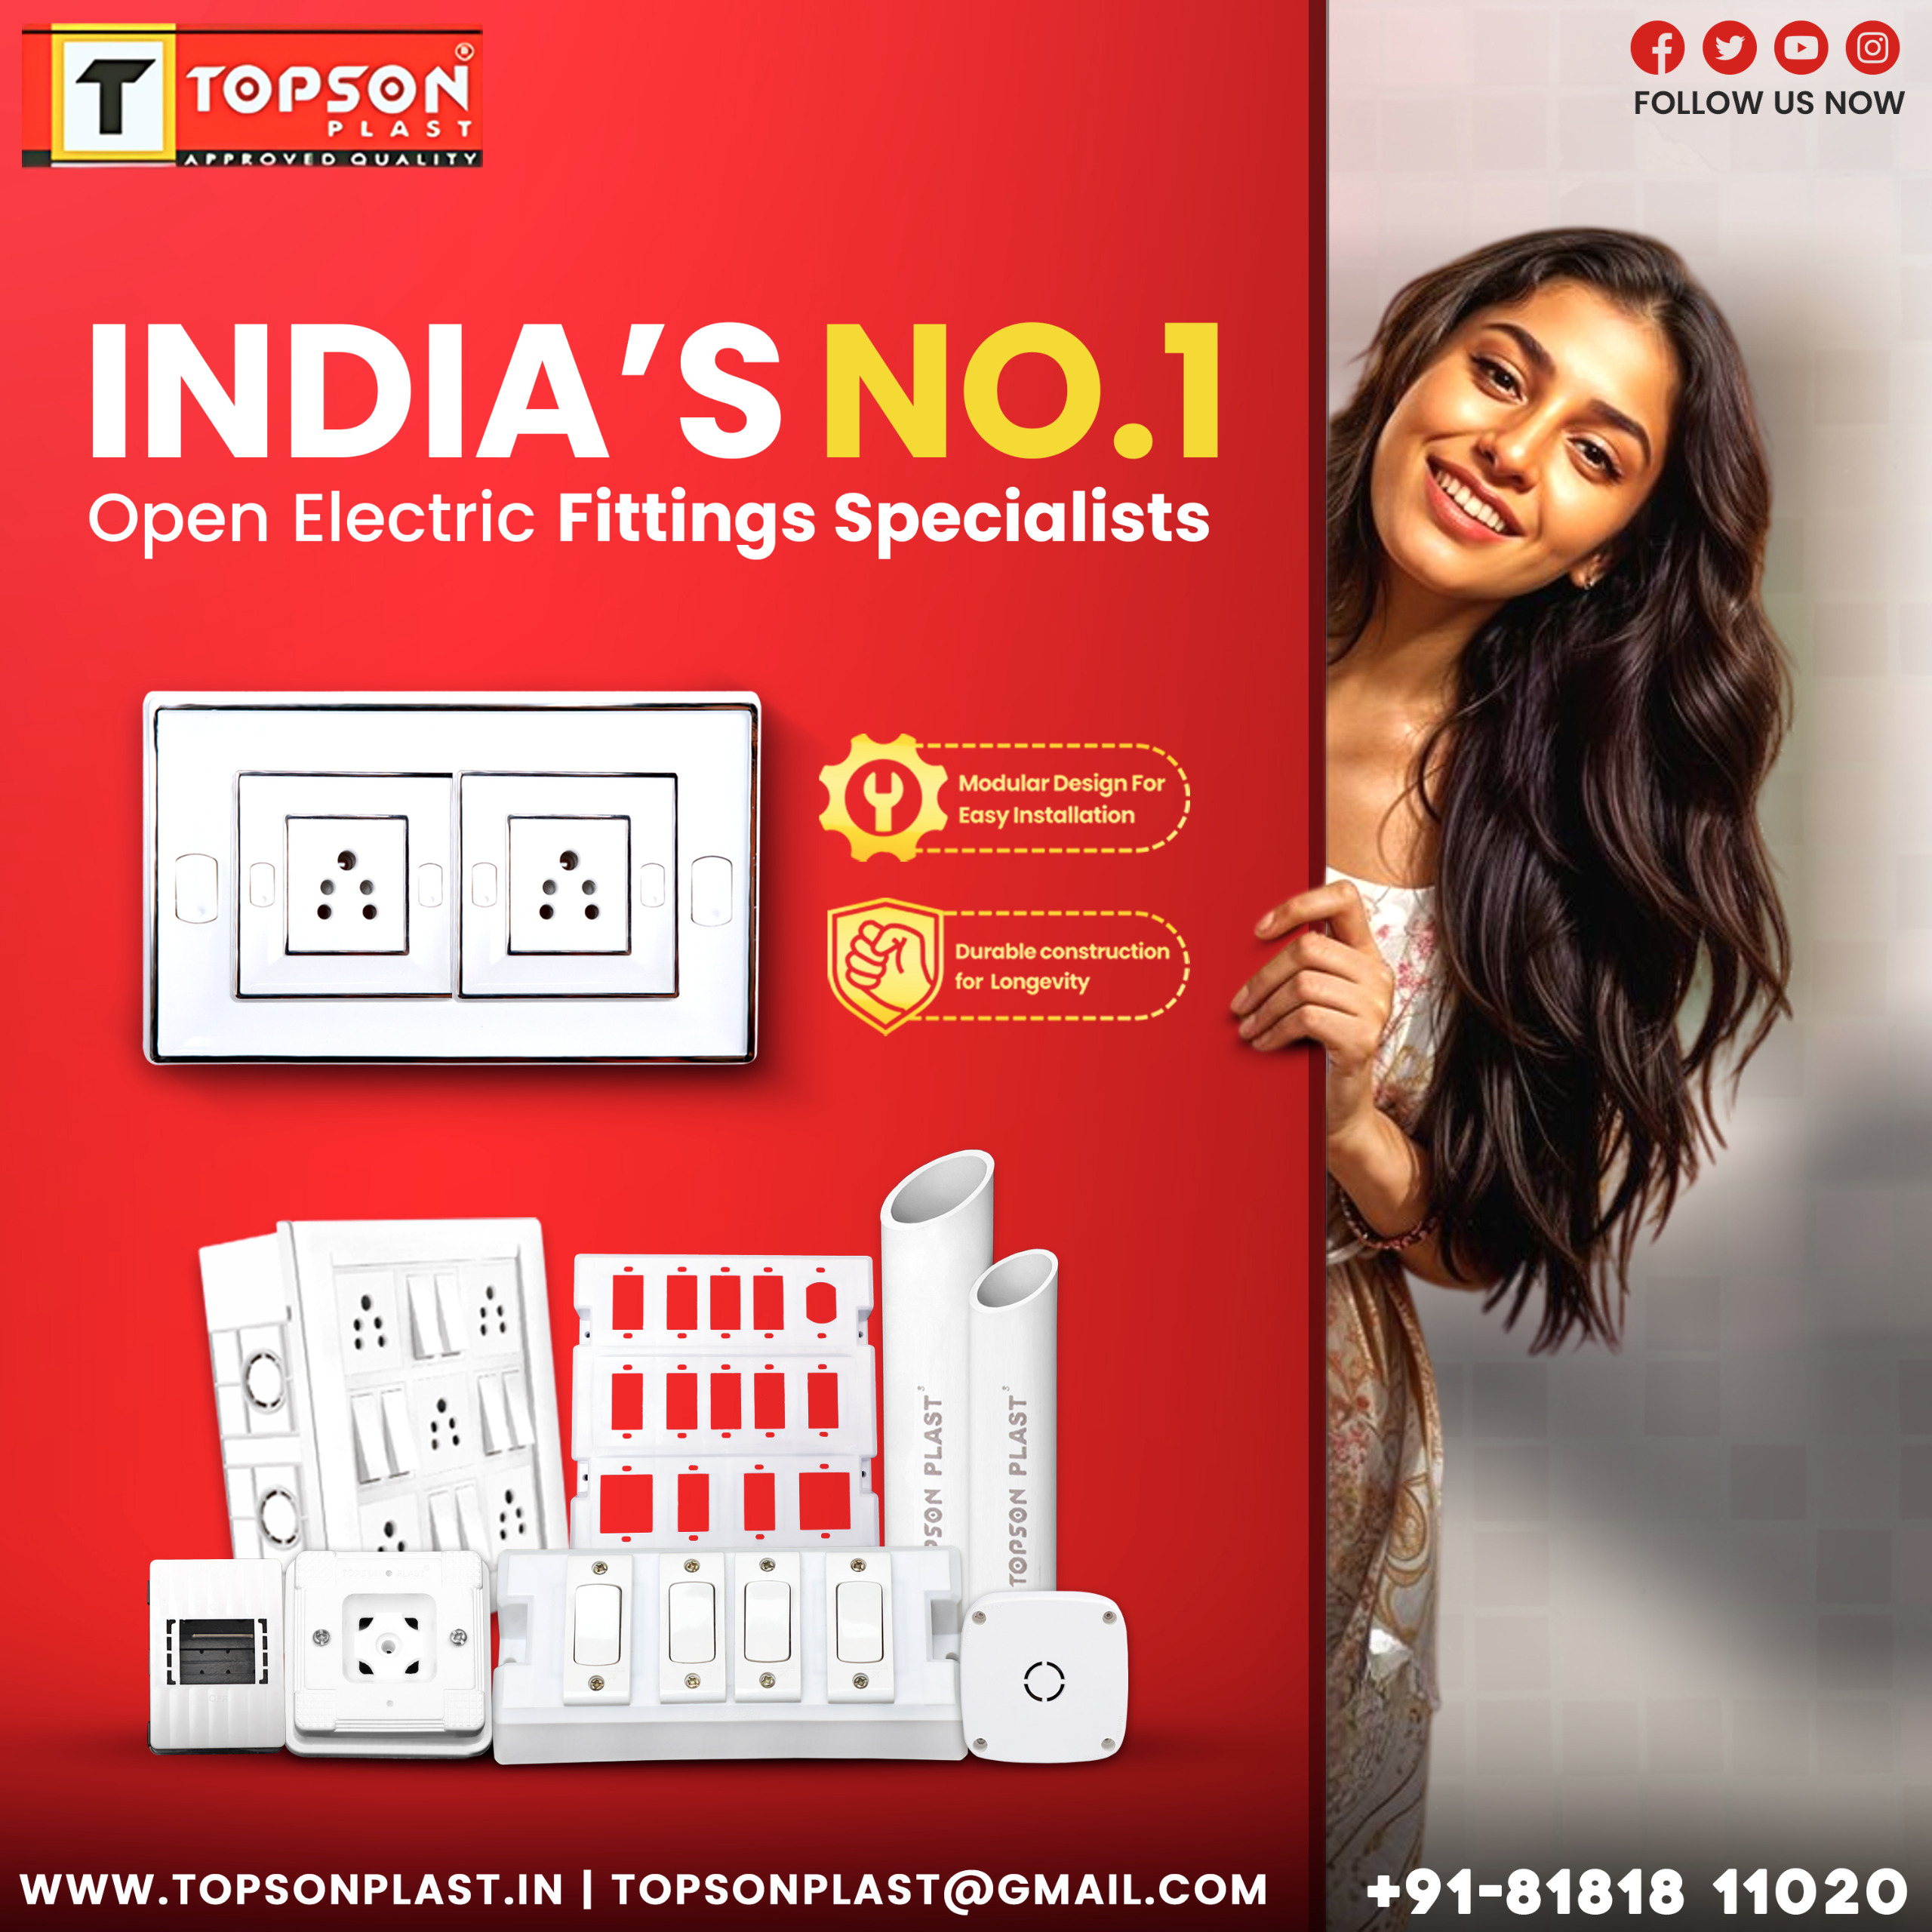 T TOPSON ®
PLAST
APPROVED QUALITY
FOLLOW US NOW
INDIA'S NO.1
Open Electric Fittings Specialists
Modular Design For
Easy Installation
Durable construction
for Longevity
TOPSON PLAST
TOPSON PLAST
WWW.TOPSONPLAST.IN | TOPSONPLAST@GMAIL.COM
+91-81818 11020